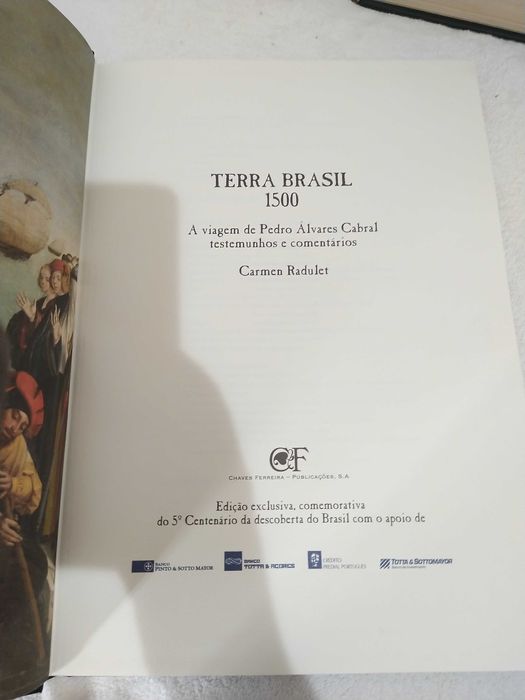 TERRA BRASIL
1500
A viagem de Pedro Álvares Cabral
testemunhos e comentários
Carmen Radulet
CF
CHAVES FERREIRA – PUBLICAÇÕES, S.A
Edição exclusiva, comemorativa
do 5º Centenário da descoberta do Brasil com o apoio de
BANCO
PINTO & SOTTO MAYOR
BANCO
TOTTA & AÇORES
CRÉDITO
PREDIAL PORTUGUÊS
TOTTA & SOTTOMAYOR